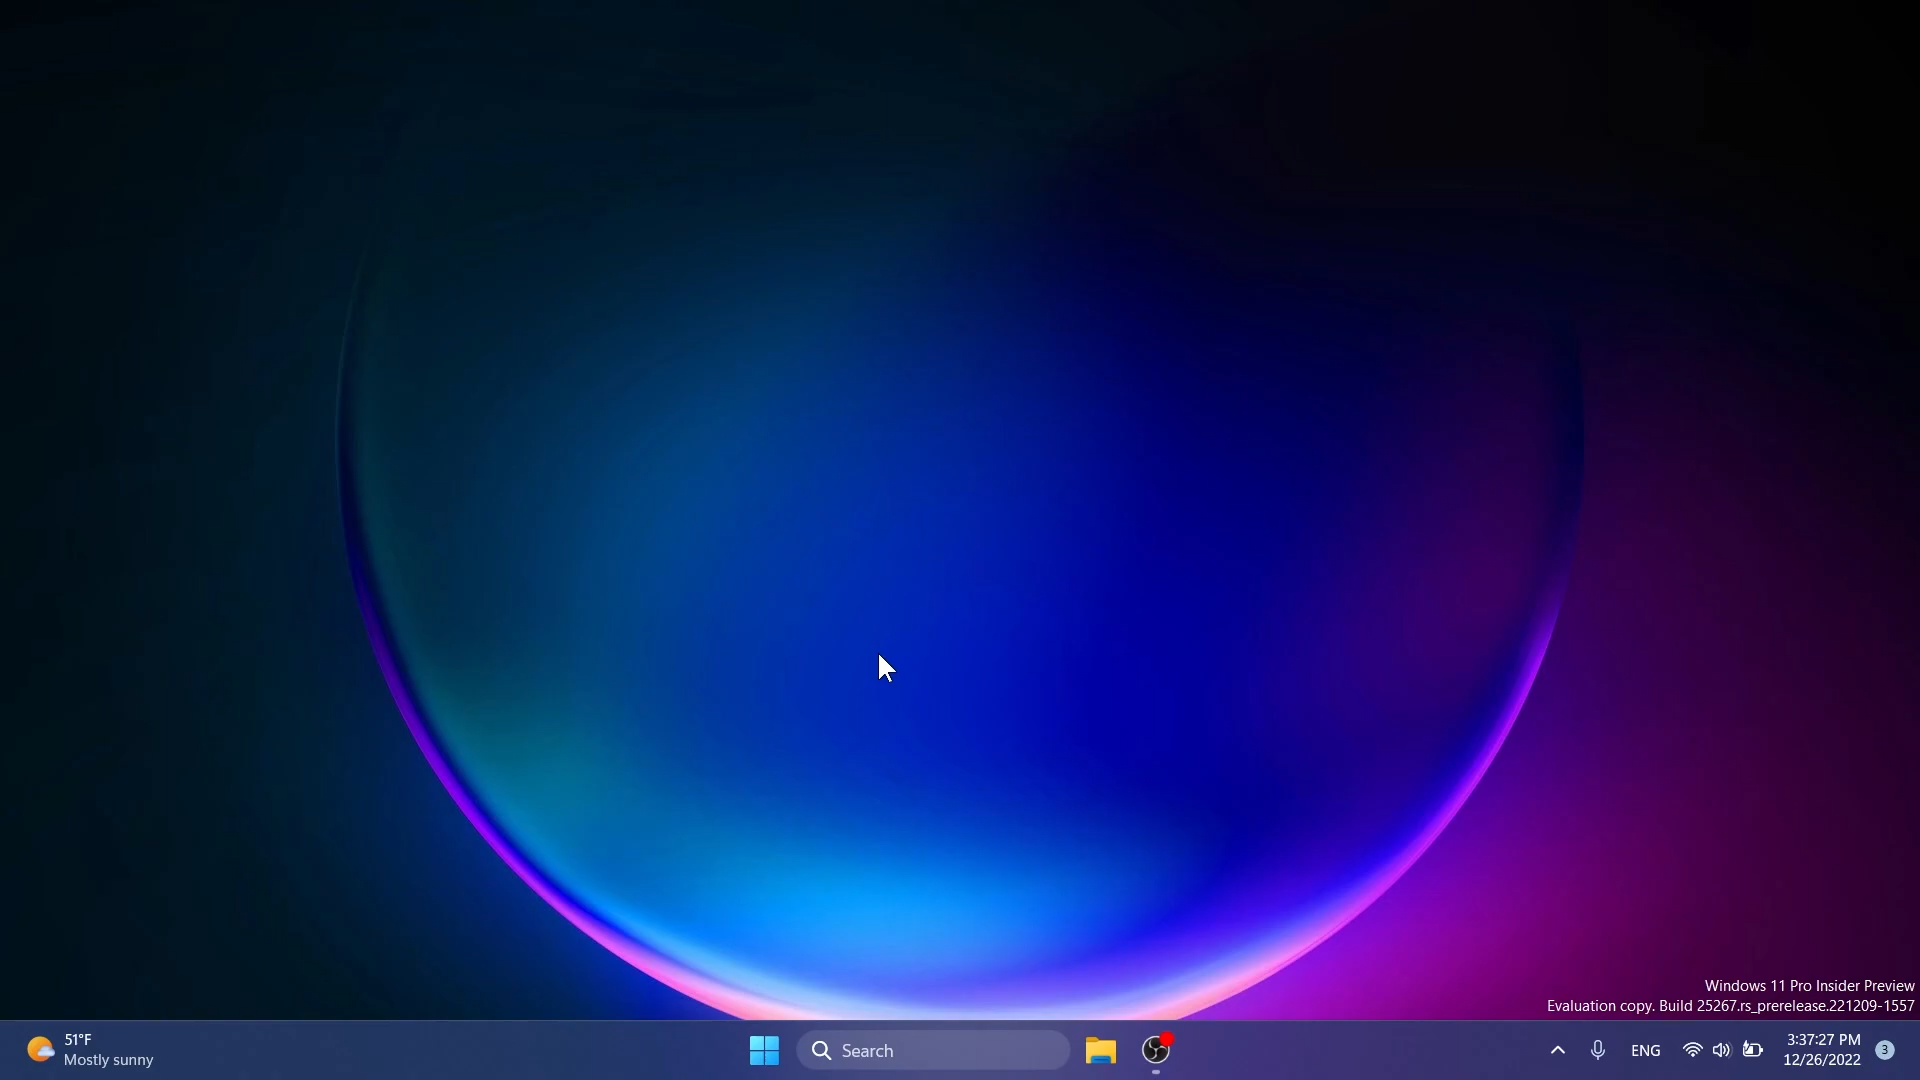 Windows 11 Pro Insider Preview
Evaluation copy. Build 25267.rs_prerelease.221209-1557
51°F
Mostly sunny
Search
ENG
3:37:27 PM
12/26/2022
3